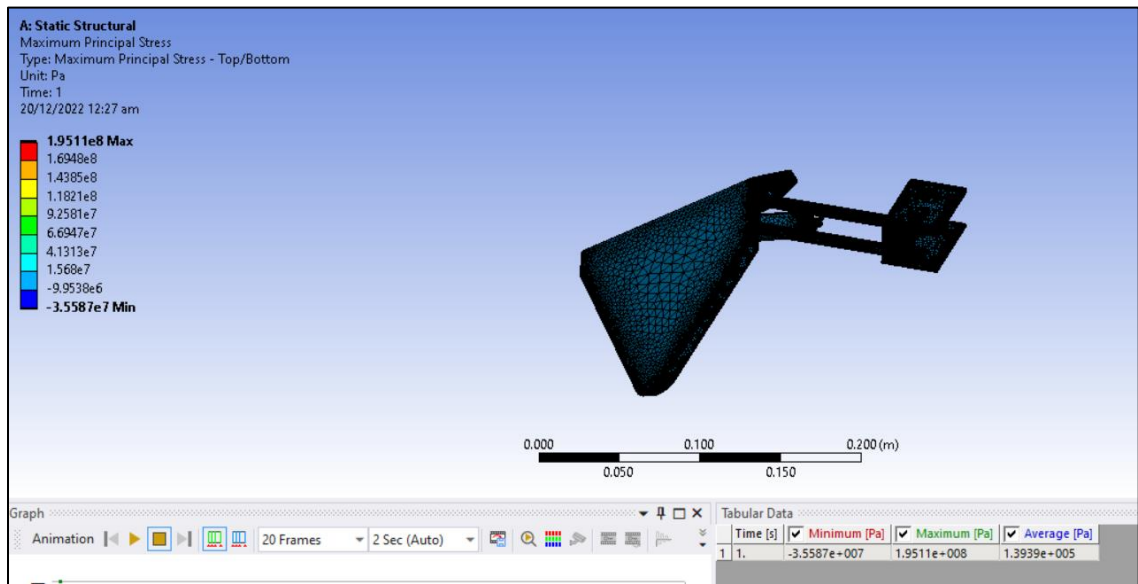 A: Static Structural
Maximum Principal Stress
Type: Maximum Principal Stress - Top/Bottom
Unit: Pa
Time: 1
20/12/2022 12:27 am
1.9511e8 Max
1.6948e8
1.4385e8
1.1821e8
9.2581e7
6.6947e7
4.1313e7
1.568e7
-9.9538e6
-3.5587e7 Min
0.000 0.100 0.200 (m)
0.050 0.150
Graph
Animation 20 Frames 2 Sec (Auto)
Tabular Data
Time [s] Minimum [Pa] Maximum [Pa] Average [Pa]
1 1. -3.5587e+007 1.9511e+008 1.3939e+005